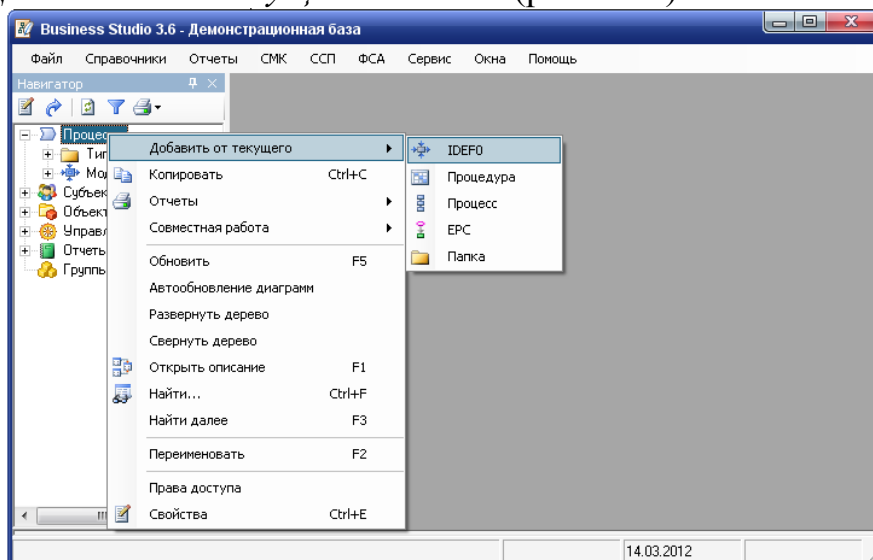 Business Studio 3.6 - Демонстрационная база
Файл Справочники Отчеты СМК ССП ФСА Сервис Окна Помощь
Навигатор
Добавить от текущего
Копировать Ctrl+C
Отчеты
Совместная работа
Обновить F5
Автообновление диаграмм
Развернуть дерево
Свернуть дерево
Открыть описание F1
Найти... Ctrl+F
Найти далее F3
Переименовать F2
Права доступа
Свойства Ctrl+E
IDEF0
Процедура
Процесс
EPC
Папка
14.03.2012